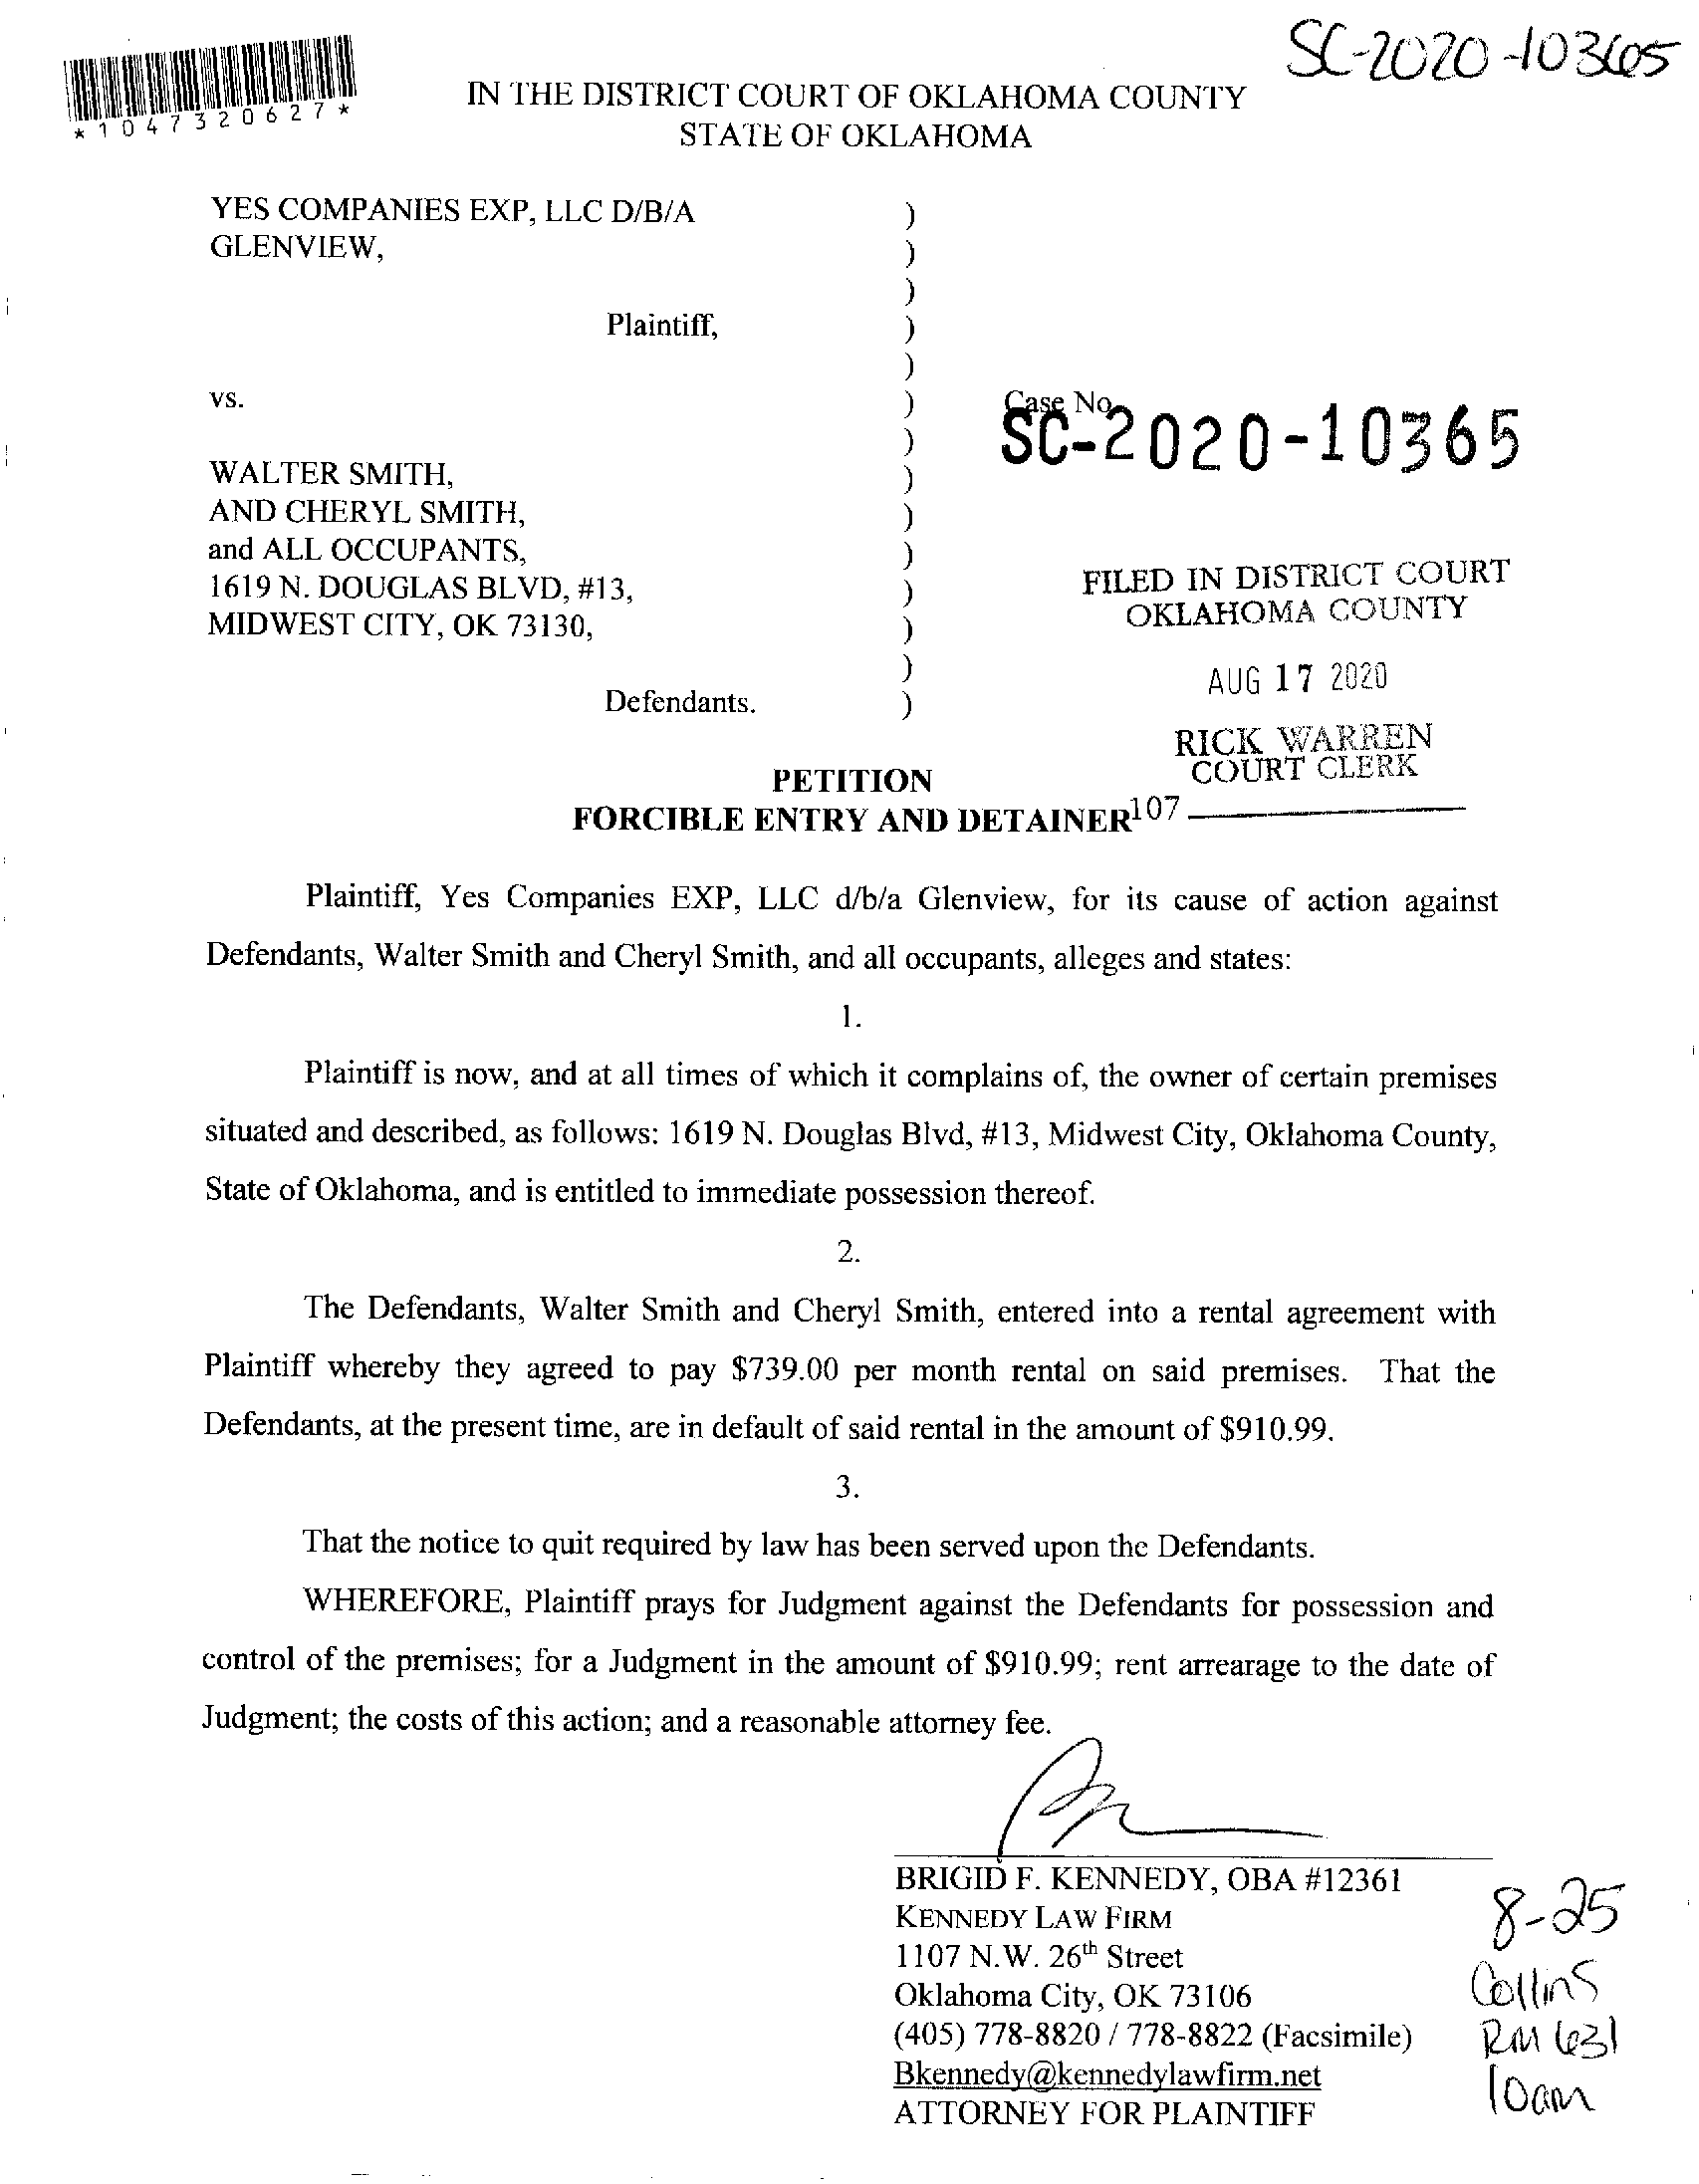 SC-2020-10365
*1047320627*
IN THE DISTRICT COURT OF OKLAHOMA COUNTY
STATE OF OKLAHOMA
YES COMPANIES EXP, LLC D/B/A )
GLENVIEW, )
)
Plaintiff, )
)
vs. )
Case No.
SC-2020-10365
)
WALTER SMITH, )
AND CHERYL SMITH, )
and ALL OCCUPANTS, )
1619 N. DOUGLAS BLVD, #13, )
MIDWEST CITY, OK 73130, )
)
Defendants. )
FILED IN DISTRICT COURT
OKLAHOMA COUNTY
AUG 17 2020
RICK WARREN
COURT CLERK
107
PETITION
FORCIBLE ENTRY AND DETAINER
Plaintiff, Yes Companies EXP, LLC d/b/a Glenview, for its cause of action against
Defendants, Walter Smith and Cheryl Smith, and all occupants, alleges and states:
1.
Plaintiff is now, and at all times of which it complains of, the owner of certain premises
situated and described, as follows: 1619 N. Douglas Blvd, #13, Midwest City, Oklahoma County,
State of Oklahoma, and is entitled to immediate possession thereof.
2.
The Defendants, Walter Smith and Cheryl Smith, entered into a rental agreement with
Plaintiff whereby they agreed to pay $739.00 per month rental on said premises. That the
Defendants, at the present time, are in default of said rental in the amount of $910.99.
3.
That the notice to quit required by law has been served upon the Defendants.
WHEREFORE, Plaintiff prays for Judgment against the Defendants for possession and
control of the premises; for a Judgment in the amount of $910.99; rent arrearage to the date of
Judgment; the costs of this action; and a reasonable attorney fee.
BRIGID F. KENNEDY, OBA #12361
KENNEDY LAW FIRM
1107 N.W. 26th Street
Oklahoma City, OK 73106
(405) 778-8820 / 778-8822 (Facsimile)
Bkennedy@kennedylawfirm.net
ATTORNEY FOR PLAINTIFF
8-25
Collins
RM 631
10am